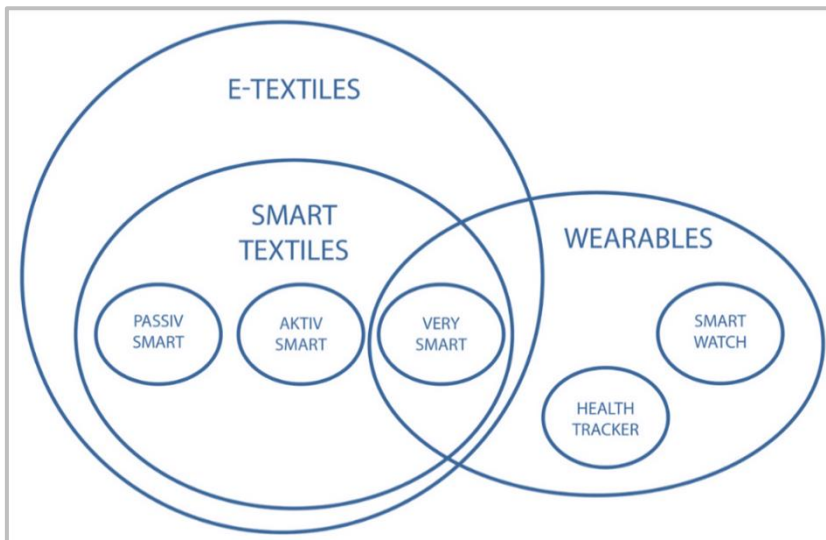 E-TEXTILES
SMART
TEXTILES
WEARABLES
PASSIV
SMART
AKTIV
SMART
VERY
SMART
SMART
WATCH
HEALTH
TRACKER